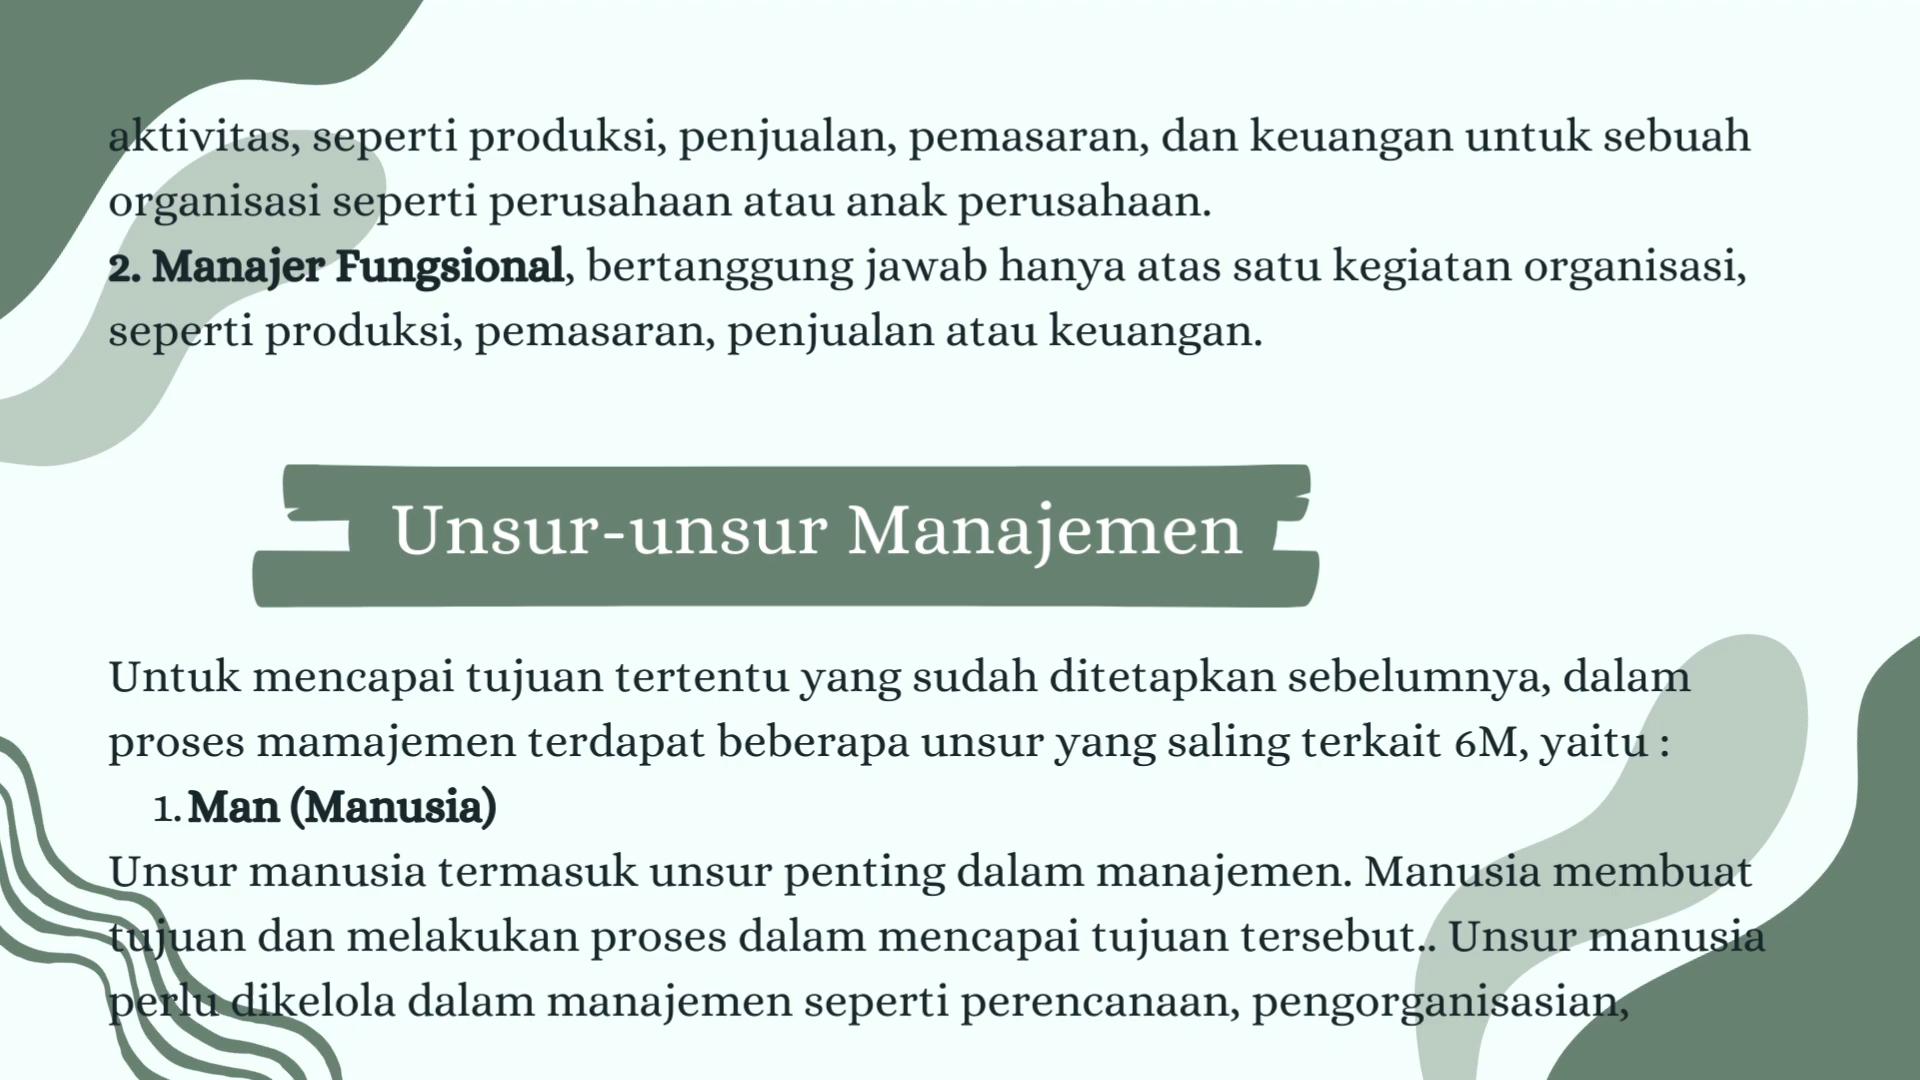 aktivitas, seperti produksi, penjualan, pemasaran, dan keuangan untuk sebuah
organisasi seperti perusahaan atau anak perusahaan.
2. Manajer Fungsional, bertanggung jawab hanya atas satu kegiatan organisasi,
seperti produksi, pemasaran, penjualan atau keuangan.
Unsur-unsur Manajemen
Untuk mencapai tujuan tertentu yang sudah ditetapkan sebelumnya, dalam
proses mamajemen terdapat beberapa unsur yang saling terkait 6M, yaitu :
1. Man (Manusia)
Unsur manusia termasuk unsur penting dalam manajemen. Manusia membuat
tujuan dan melakukan proses dalam mencapai tujuan tersebut.. Unsur manusia
perlu dikelola dalam manajemen seperti perencanaan, pengorganisasian,